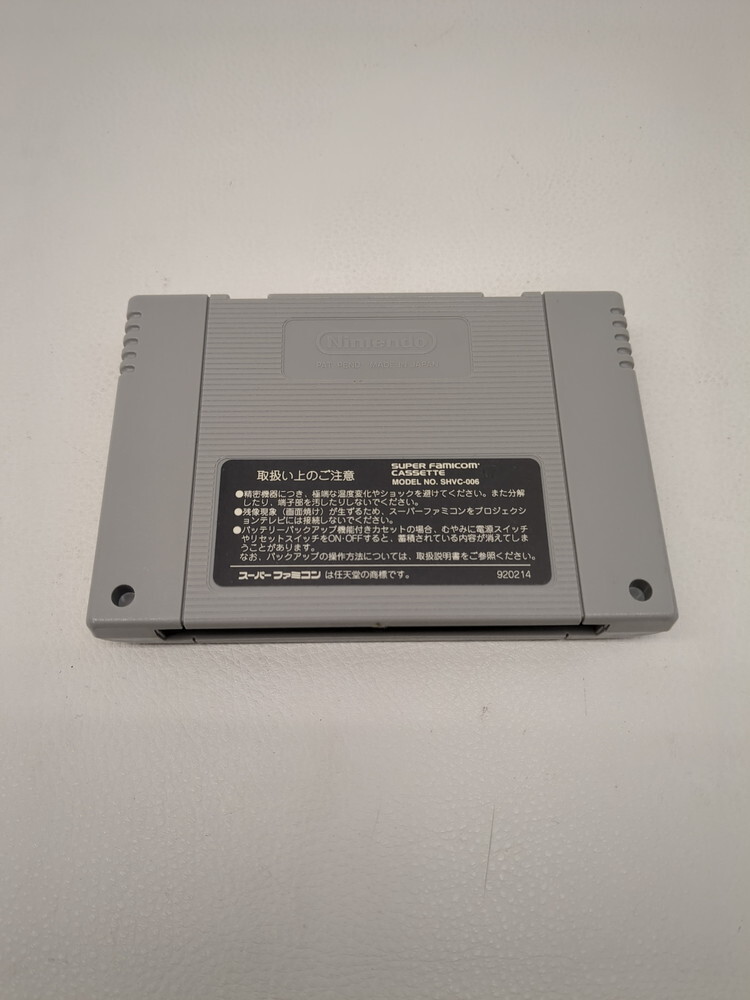 Nintendo
取扱い上のご注意
SUPER FAMICOM
CASSETTE
MODEL NO. SHVC-006
●精密機器につき、極端な温度変化やショックを避けてください。また分解
したり、端子部を汚したりしないでください。
●残像現象（画面焼け）が生ずるため、スーパーファミコンをプロジェクシ
ョンテレビには接続しないでください。
●バッテリーバックアップ機能付きカセットの場合、むやみに電源スイッチ
やリセットスイッチをON・OFFすると、蓄積されている内容が消えてしま
うことがあります。
なお、バックアップの操作方法については、取扱説明書をご参照ください。
スーパーファミコン は任天堂の商標です。
920214